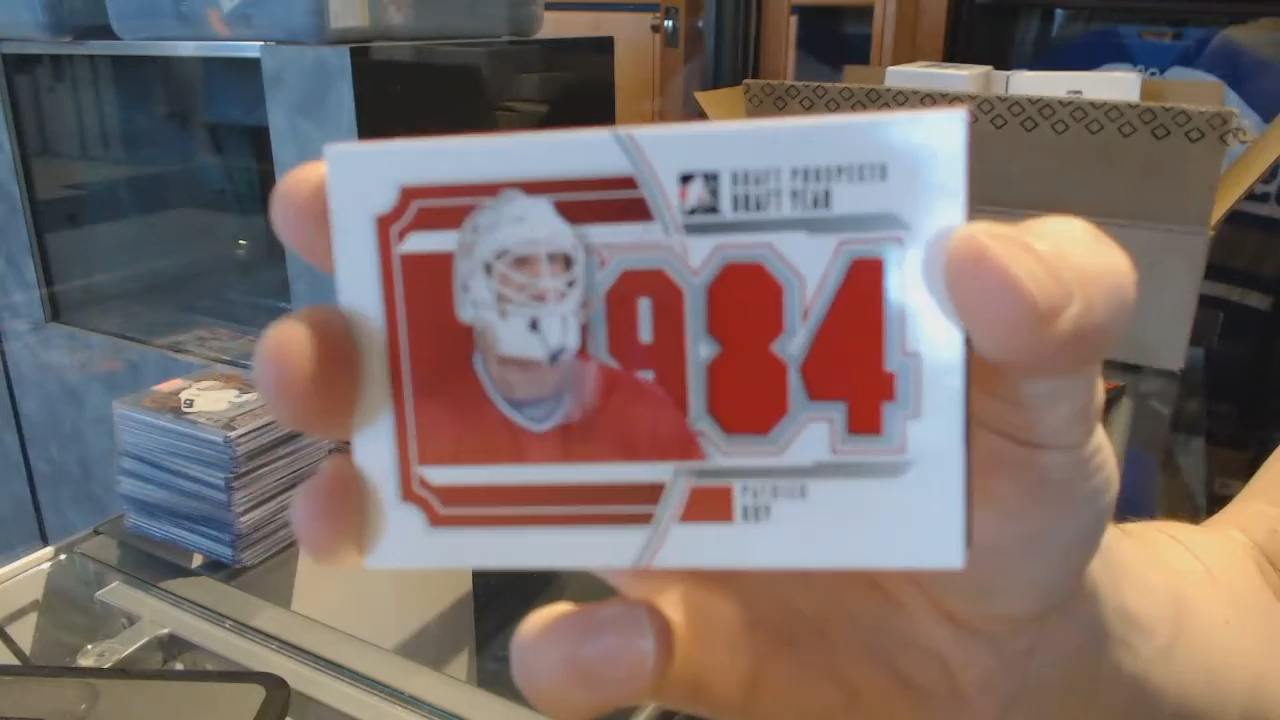 DRAFT PROSPECTS
DRAFT YEAR
984
PATRICK
ROY